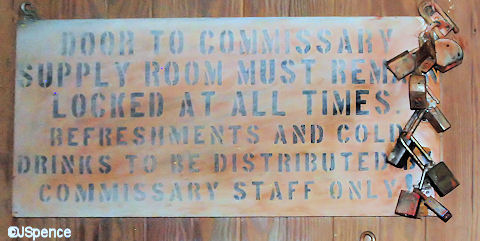 DOOR TO COMMISSARY
SUPPLY ROOM MUST
LOCKED AT ALL TIMES.
REFRESHMENTS AND COLD
DRINKS TO BE DISTRIBUTED
COMMISSARY STAFF ONLY!
©JSpence